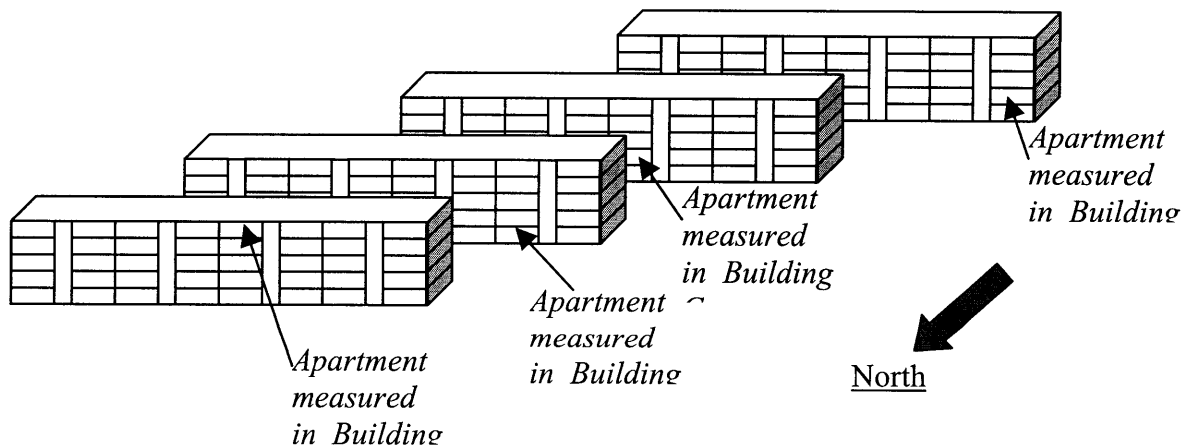 Apartment
measured
in Building
Apartment
measured
in Building
Apartment
measured
in Building
Apartment
measured
in Building
North